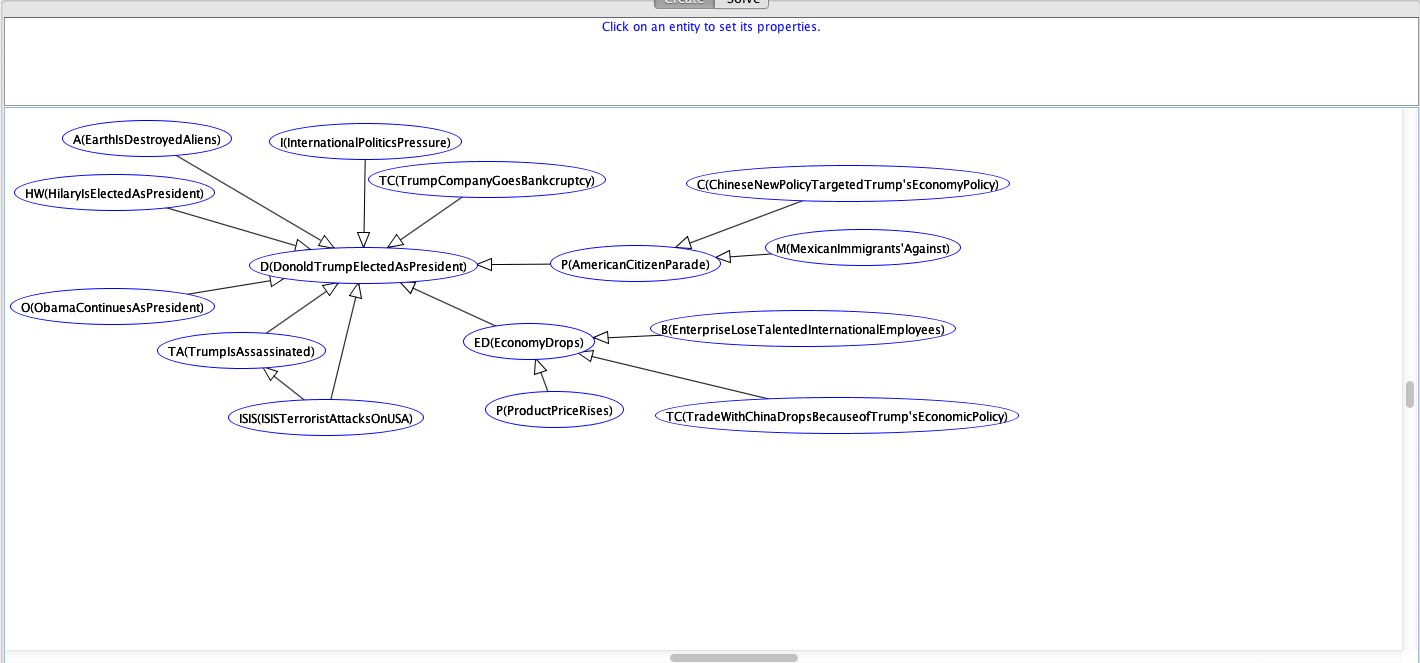 Create Solve
Click on an entity to set its properties.
A(EarthIsDestroyedAliens)
I(InternationalPoliticsPressure)
TC(TrumpCompanyGoesBankcruptcy)
C(ChineseNewPolicyTargetedTrump'sEconomyPolicy)
HW(HilaryIsElectedAsPresident)
M(MexicanImmigrants'Against)
D(DonoldTrumpElectedAsPresident)
P(AmericanCitizenParade)
O(ObamaContinuesAsPresident)
B(EnterpriseLoseTalentedInternationalEmployees)
TA(TrumpIsAssassinated)
ED(EconomyDrops)
ISIS(ISISTerroristAttacksOnUSA)
P(ProductPriceRises)
TC(TradeWithChinaDropsBecauseofTrump'sEconomicPolicy)